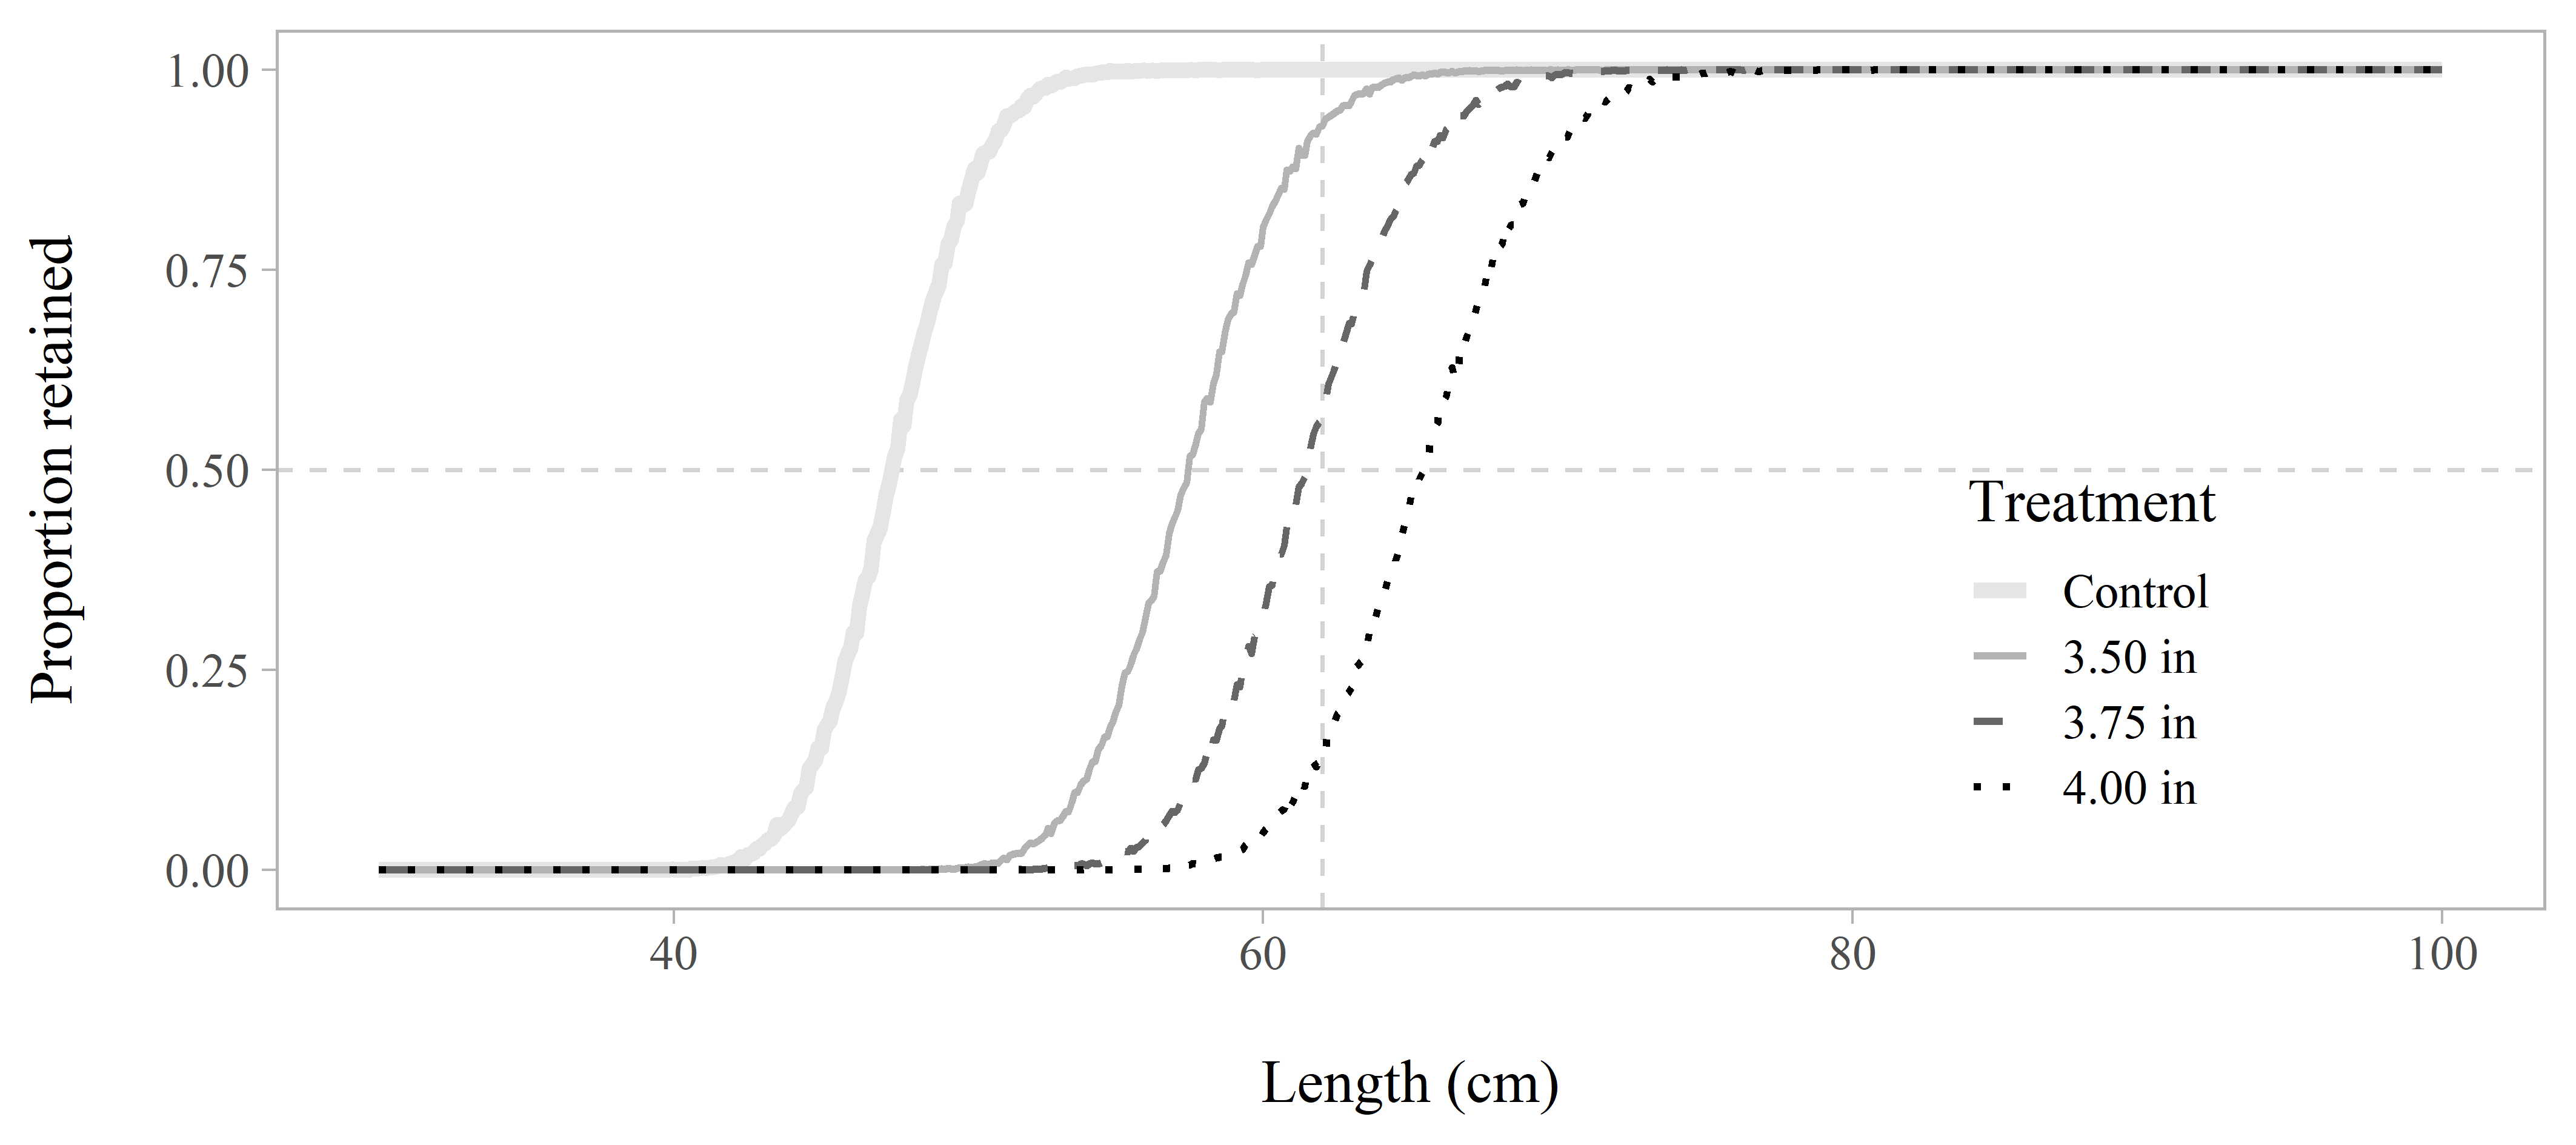 Proportion retained
1.00
0.75
0.50
0.25
0.00
Treatment
Control
3.50 in
3.75 in
4.00 in
40
60
80
100
Length (cm)